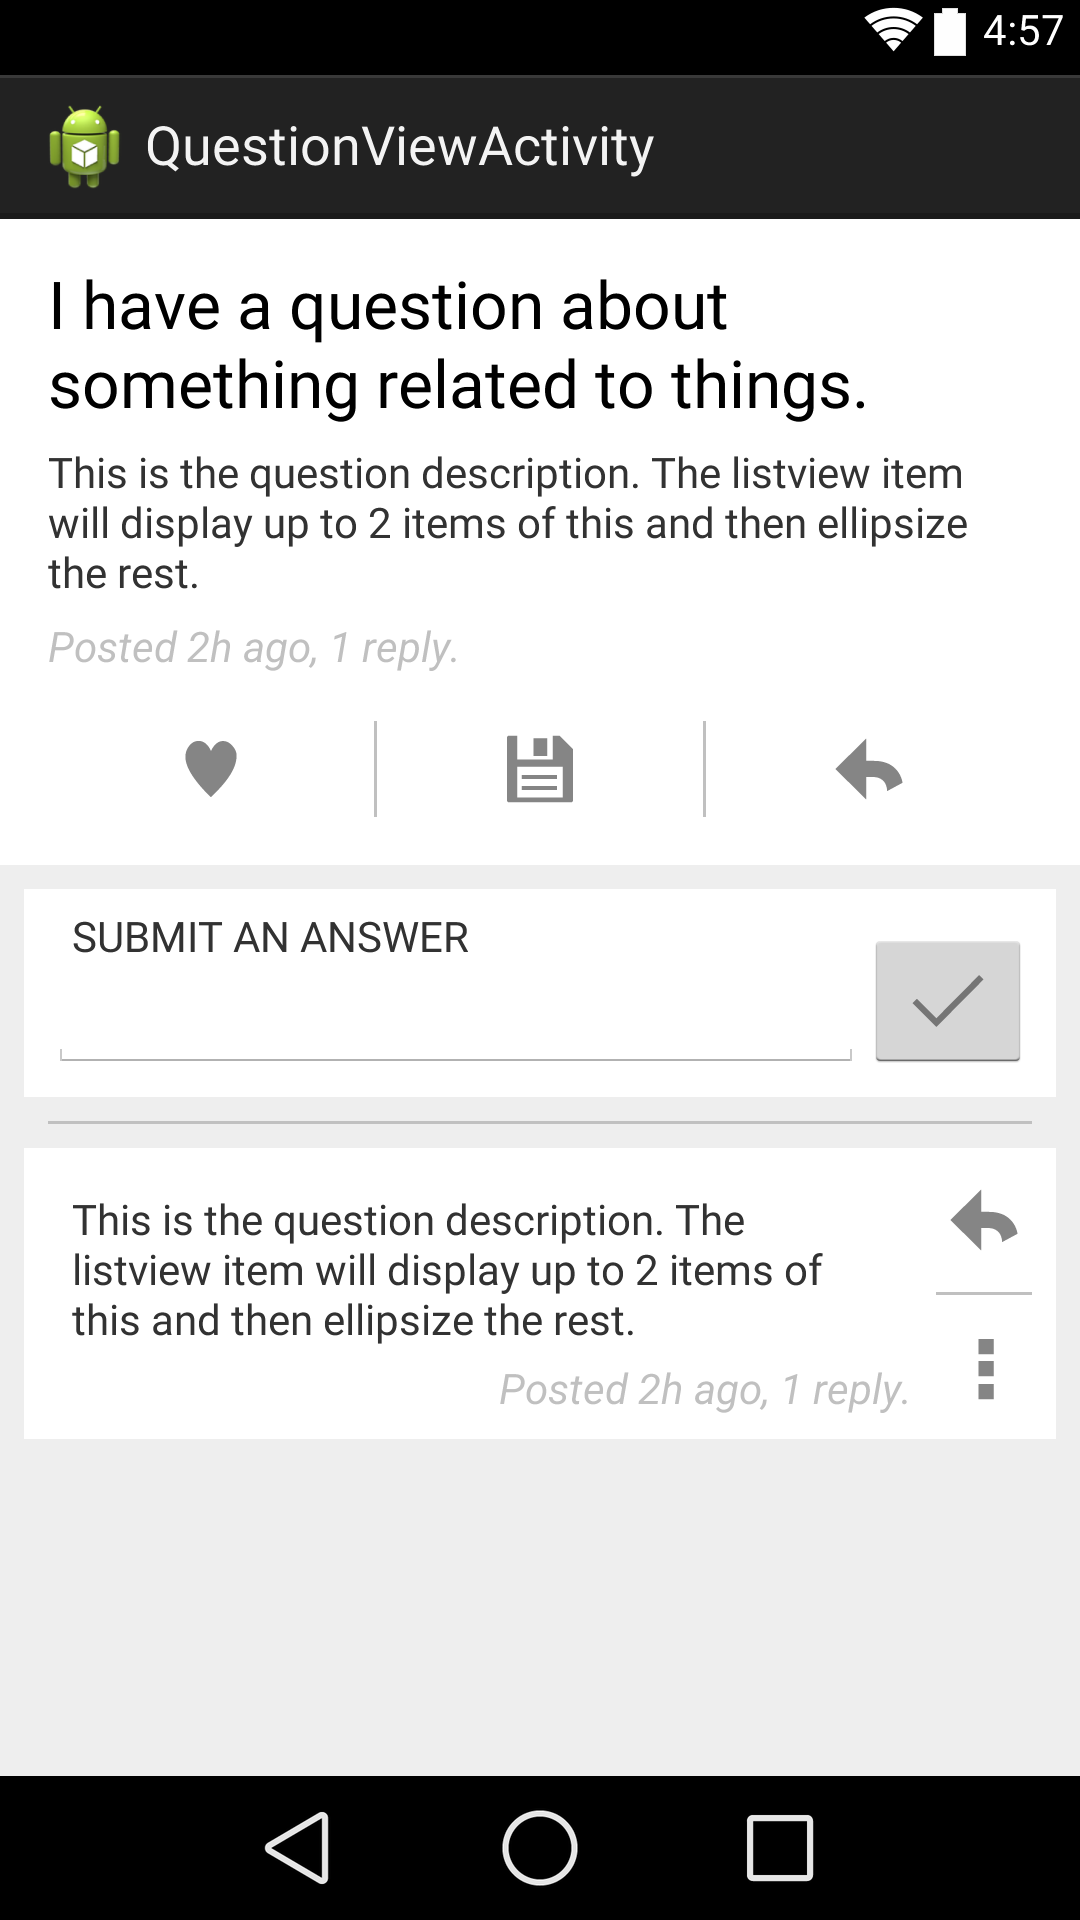 4:57
QuestionViewActivity
I have a question about
something related to things.
This is the question description. The listview item
will display up to 2 items of this and then ellipsize
the rest.
Posted 2h ago, 1 reply.
SUBMIT AN ANSWER
This is the question description. The
listview item will display up to 2 items of
this and then ellipsize the rest.
Posted 2h ago, 1 reply.